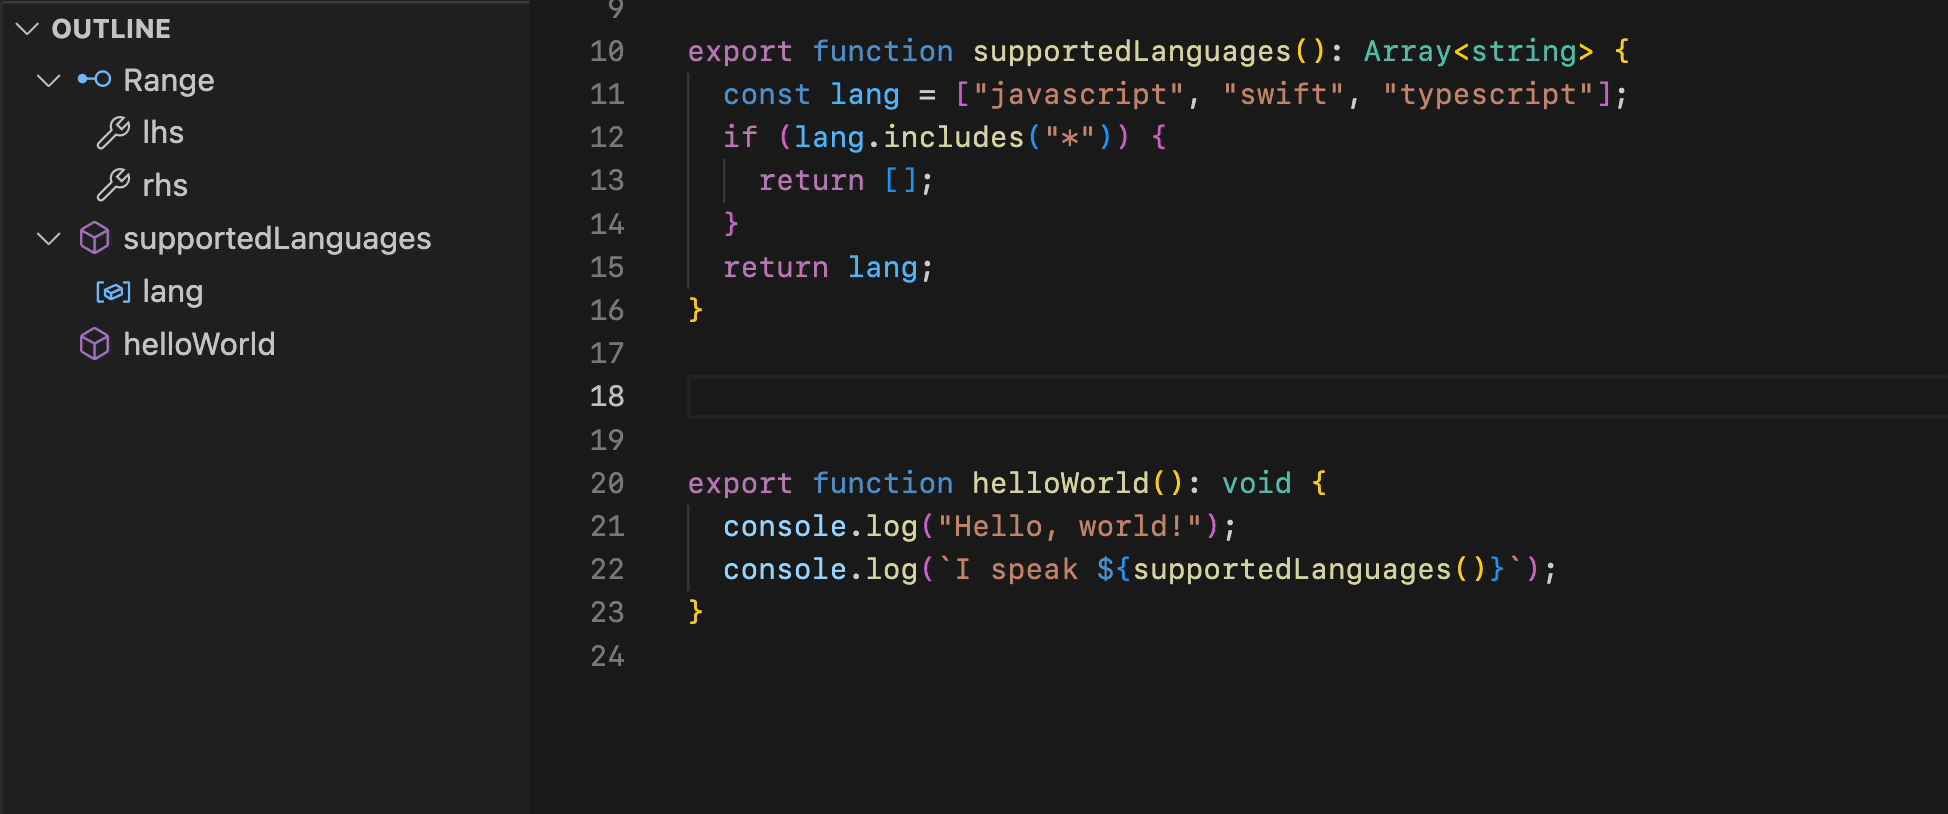 OUTLINE
Range
lhs
rhs
supportedLanguages
lang
helloWorld
9
10 export function supportedLanguages(): Array<string> {
11 const lang = ["javascript", "swift", "typescript"];
12 if (lang.includes("*")) {
13 return [];
14 }
15 return lang;
16 }
17
18
19
20 export function helloWorld(): void {
21 console.log("Hello, world!");
22 console.log(`I speak ${supportedLanguages()}`);
23 }
24